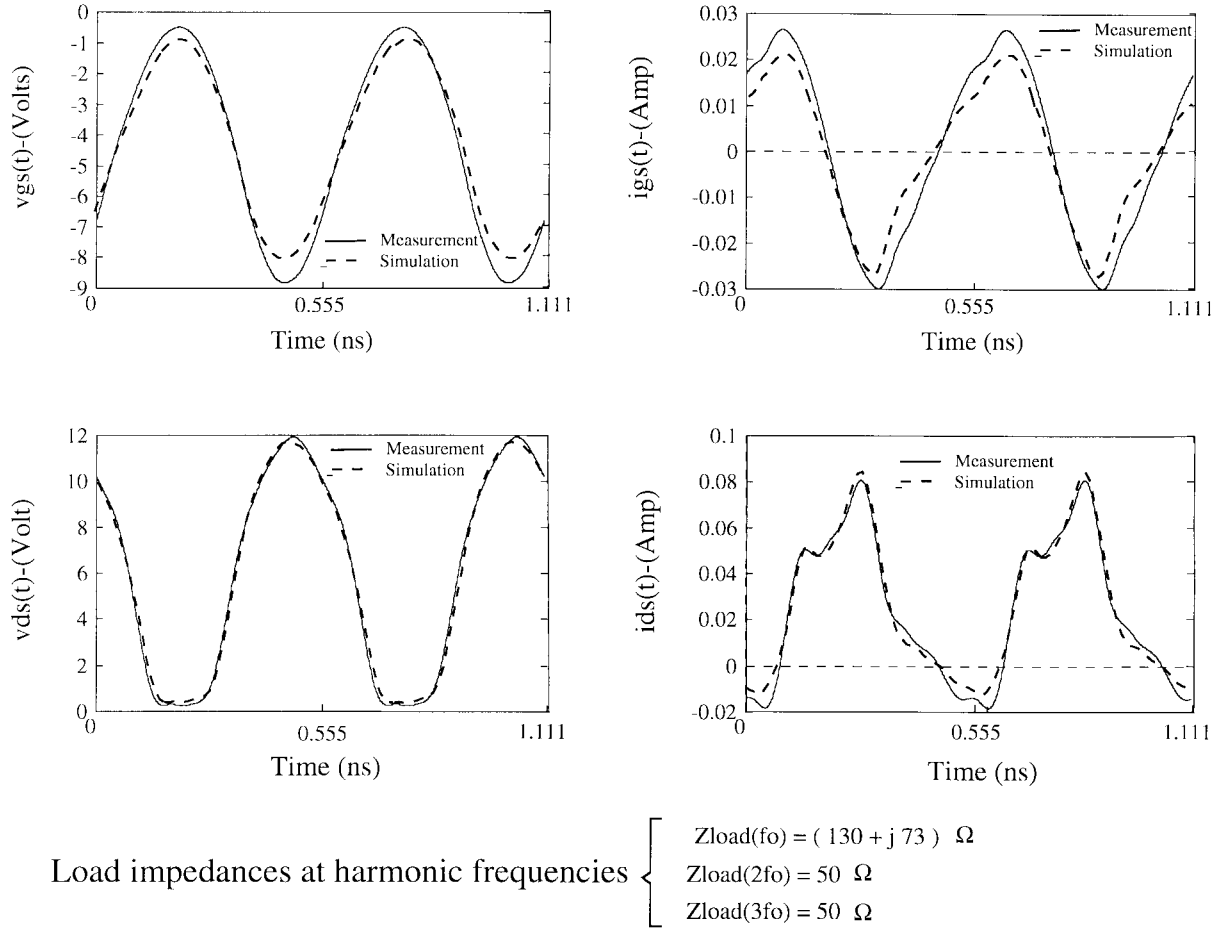 vgs(t)-(Volts)
0
-1
-2
-3
-4
-5
-6
-7
-8
-9
Measurement
Simulation
0
0.555
1.111
Time (ns)
igs(t)-(Amp)
0.03
0.02
0.01
0
-0.01
-0.02
-0.03
Measurement
Simulation
0
0.555
1.111
Time (ns)
vds(t)-(Volt)
12
10
8
6
4
2
0
Measurement
Simulation
0
0.555
1.111
Time (ns)
ids(t)-(Amp)
0.1
0.08
0.06
0.04
0.02
0
-0.02
Measurement
Simulation
0
0.555
1.111
Time (ns)
Load impedances at harmonic frequencies
Zload(fo) = ( 130 + j 73 ) Ω
Zload(2fo) = 50 Ω
Zload(3fo) = 50 Ω